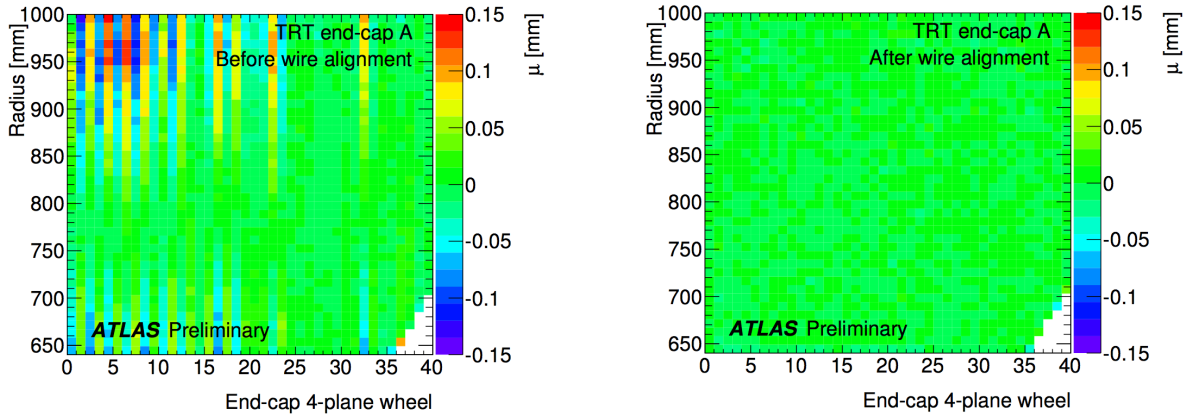 1000
950
900
850
800
750
700
650
Radius [mm]
TRT end-cap A
Before wire alignment
ATLAS Preliminary
0 5 10 15 20 25 30 35 40
End-cap 4-plane wheel
0.15
0.1
0.05
0
-0.05
-0.1
-0.15
μ [mm]
1000
950
900
850
800
750
700
650
Radius [mm]
TRT end-cap A
After wire alignment
ATLAS Preliminary
0 5 10 15 20 25 30 35 40
End-cap 4-plane wheel
0.15
0.1
0.05
0
-0.05
-0.1
-0.15
μ [mm]